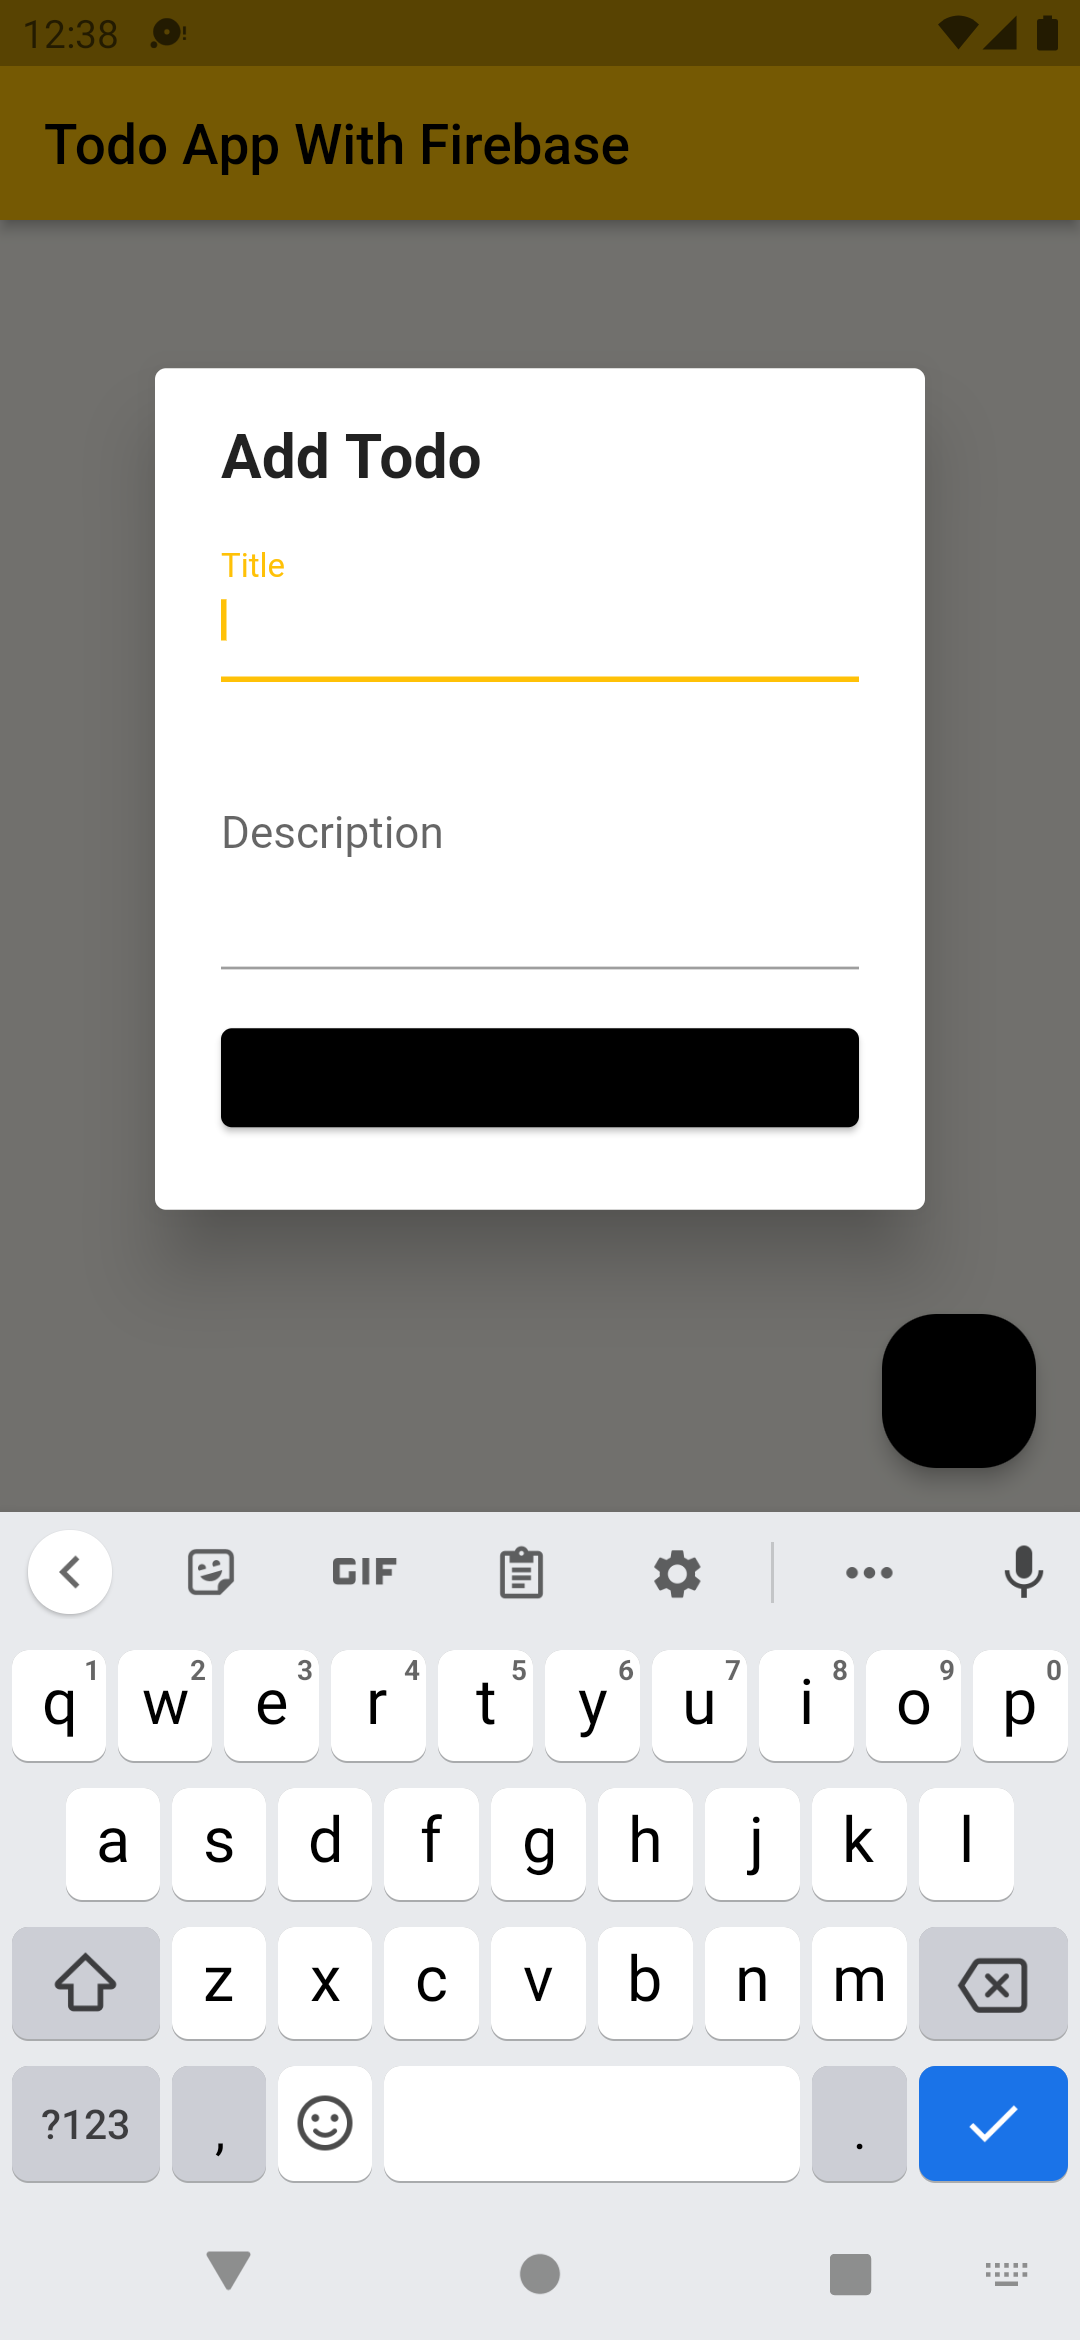 12:38
Todo App With Firebase
Add Todo
Title
Description
GIF
q 1 w 2 e 3 r 4 t 5 y 6 u 7 i 8 o 9 p 0
a s d f g h j k l
z x c v b n m
?123 , .